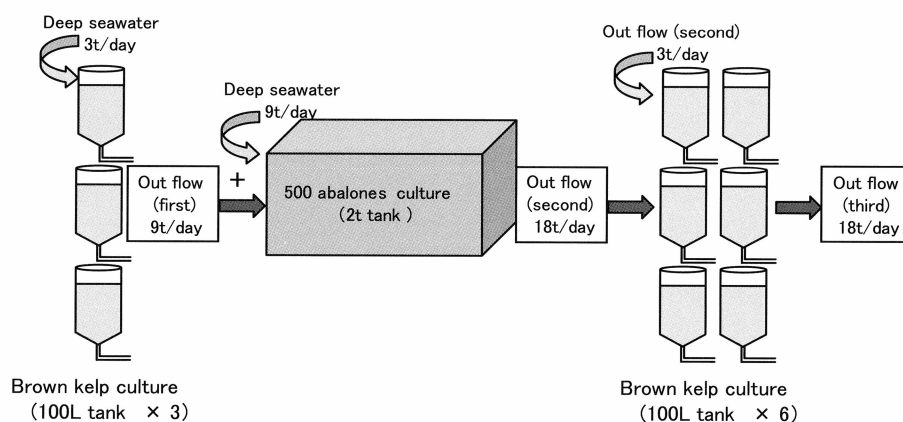 Deep seawater
3t/day
Deep seawater
9t/day
Out flow
(first)
9t/day
+
500 abalones culture
(2t tank )
Out flow
(second)
18t/day
Out flow (second)
3t/day
Out flow
(third)
18t/day
Brown kelp culture
(100L tank × 3)
Brown kelp culture
(100L tank × 6)